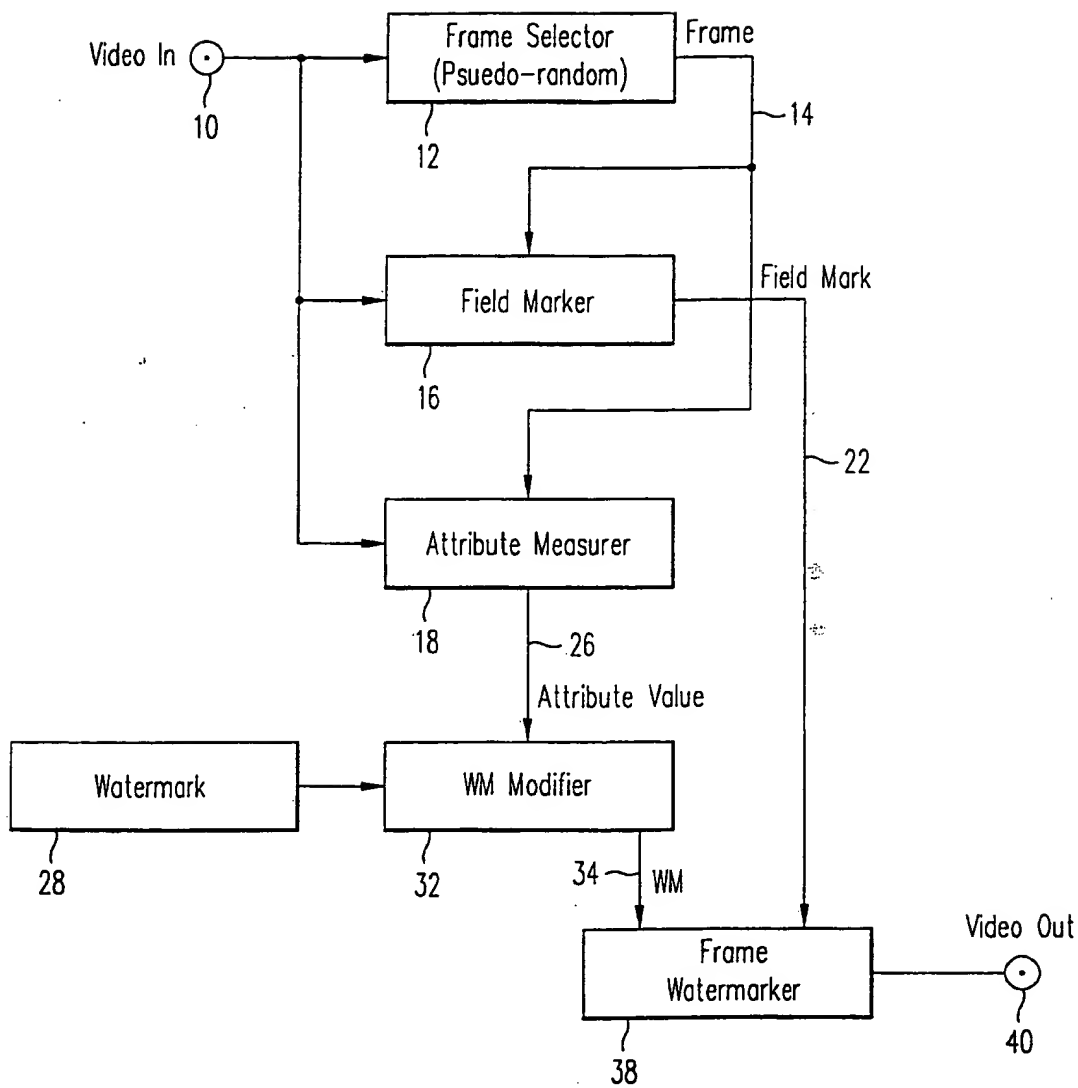 Video In
10
Frame Selector
(Psuedo-random)
12
Frame
14
Field Marker
16
Field Mark
22
Attribute Measurer
18
26
Attribute Value
Watermark
28
WM Modifier
32
34
WM
Frame
Watermarker
38
Video Out
40